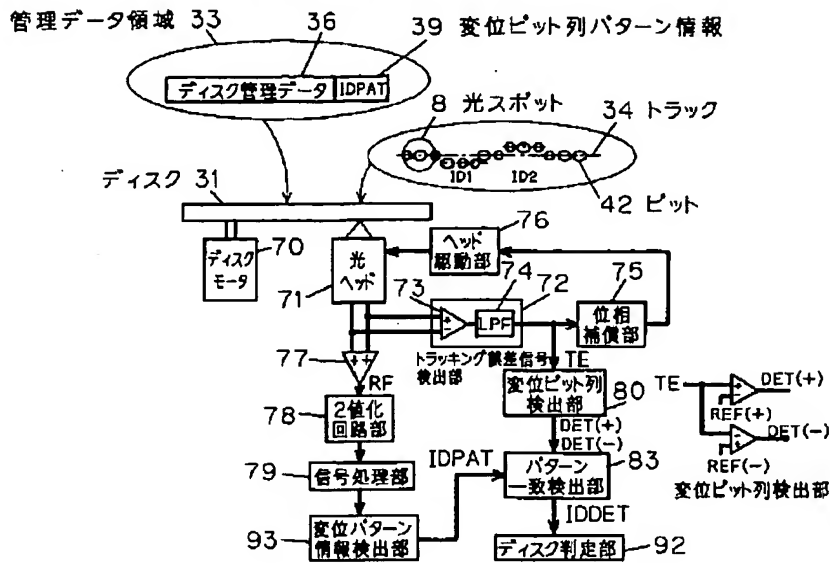 管理データ領域
33
36
39 変位ピット列パターン情報
ディスク管理データ IDPAT
8 光スポット
34 トラック
ID1 ID2
42 ピット
ディスク 31
70
ディスク
モータ
光
ヘッド
71
76
ヘッド
駆動部
73
74
72
LPF
75
位相
補償部
トラッキング誤差信号
検出部
TE
77
RF
78
2値化
回路部
変位ピット列
検出部
80
DET(+)
DET(-)
79
信号処理部
IDPAT
パターン
一致検出部
83
IDDET
93
変位パターン
情報検出部
ディスク判定部
92
TE
DET(+)
REF(+)
DET(-)
REF(-)
変位ピット列検出部